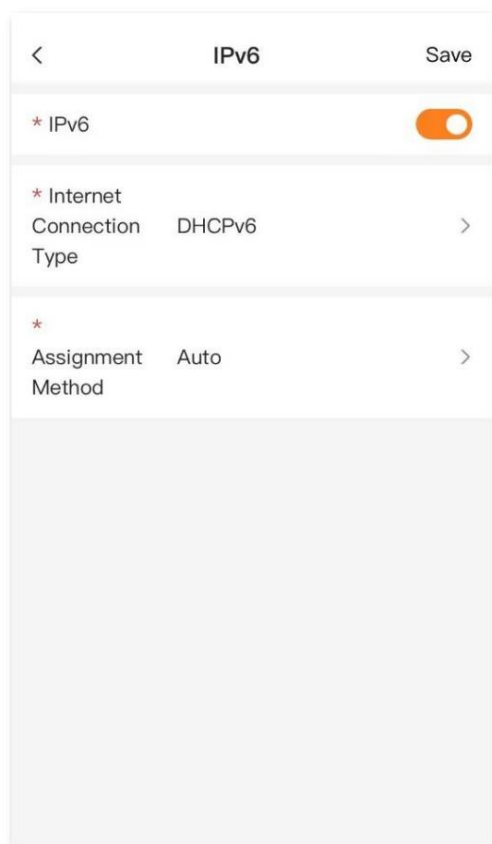 IPv6 Save
* IPv6
* Internet
Connection DHCPv6
Type
*
Assignment Auto
Method